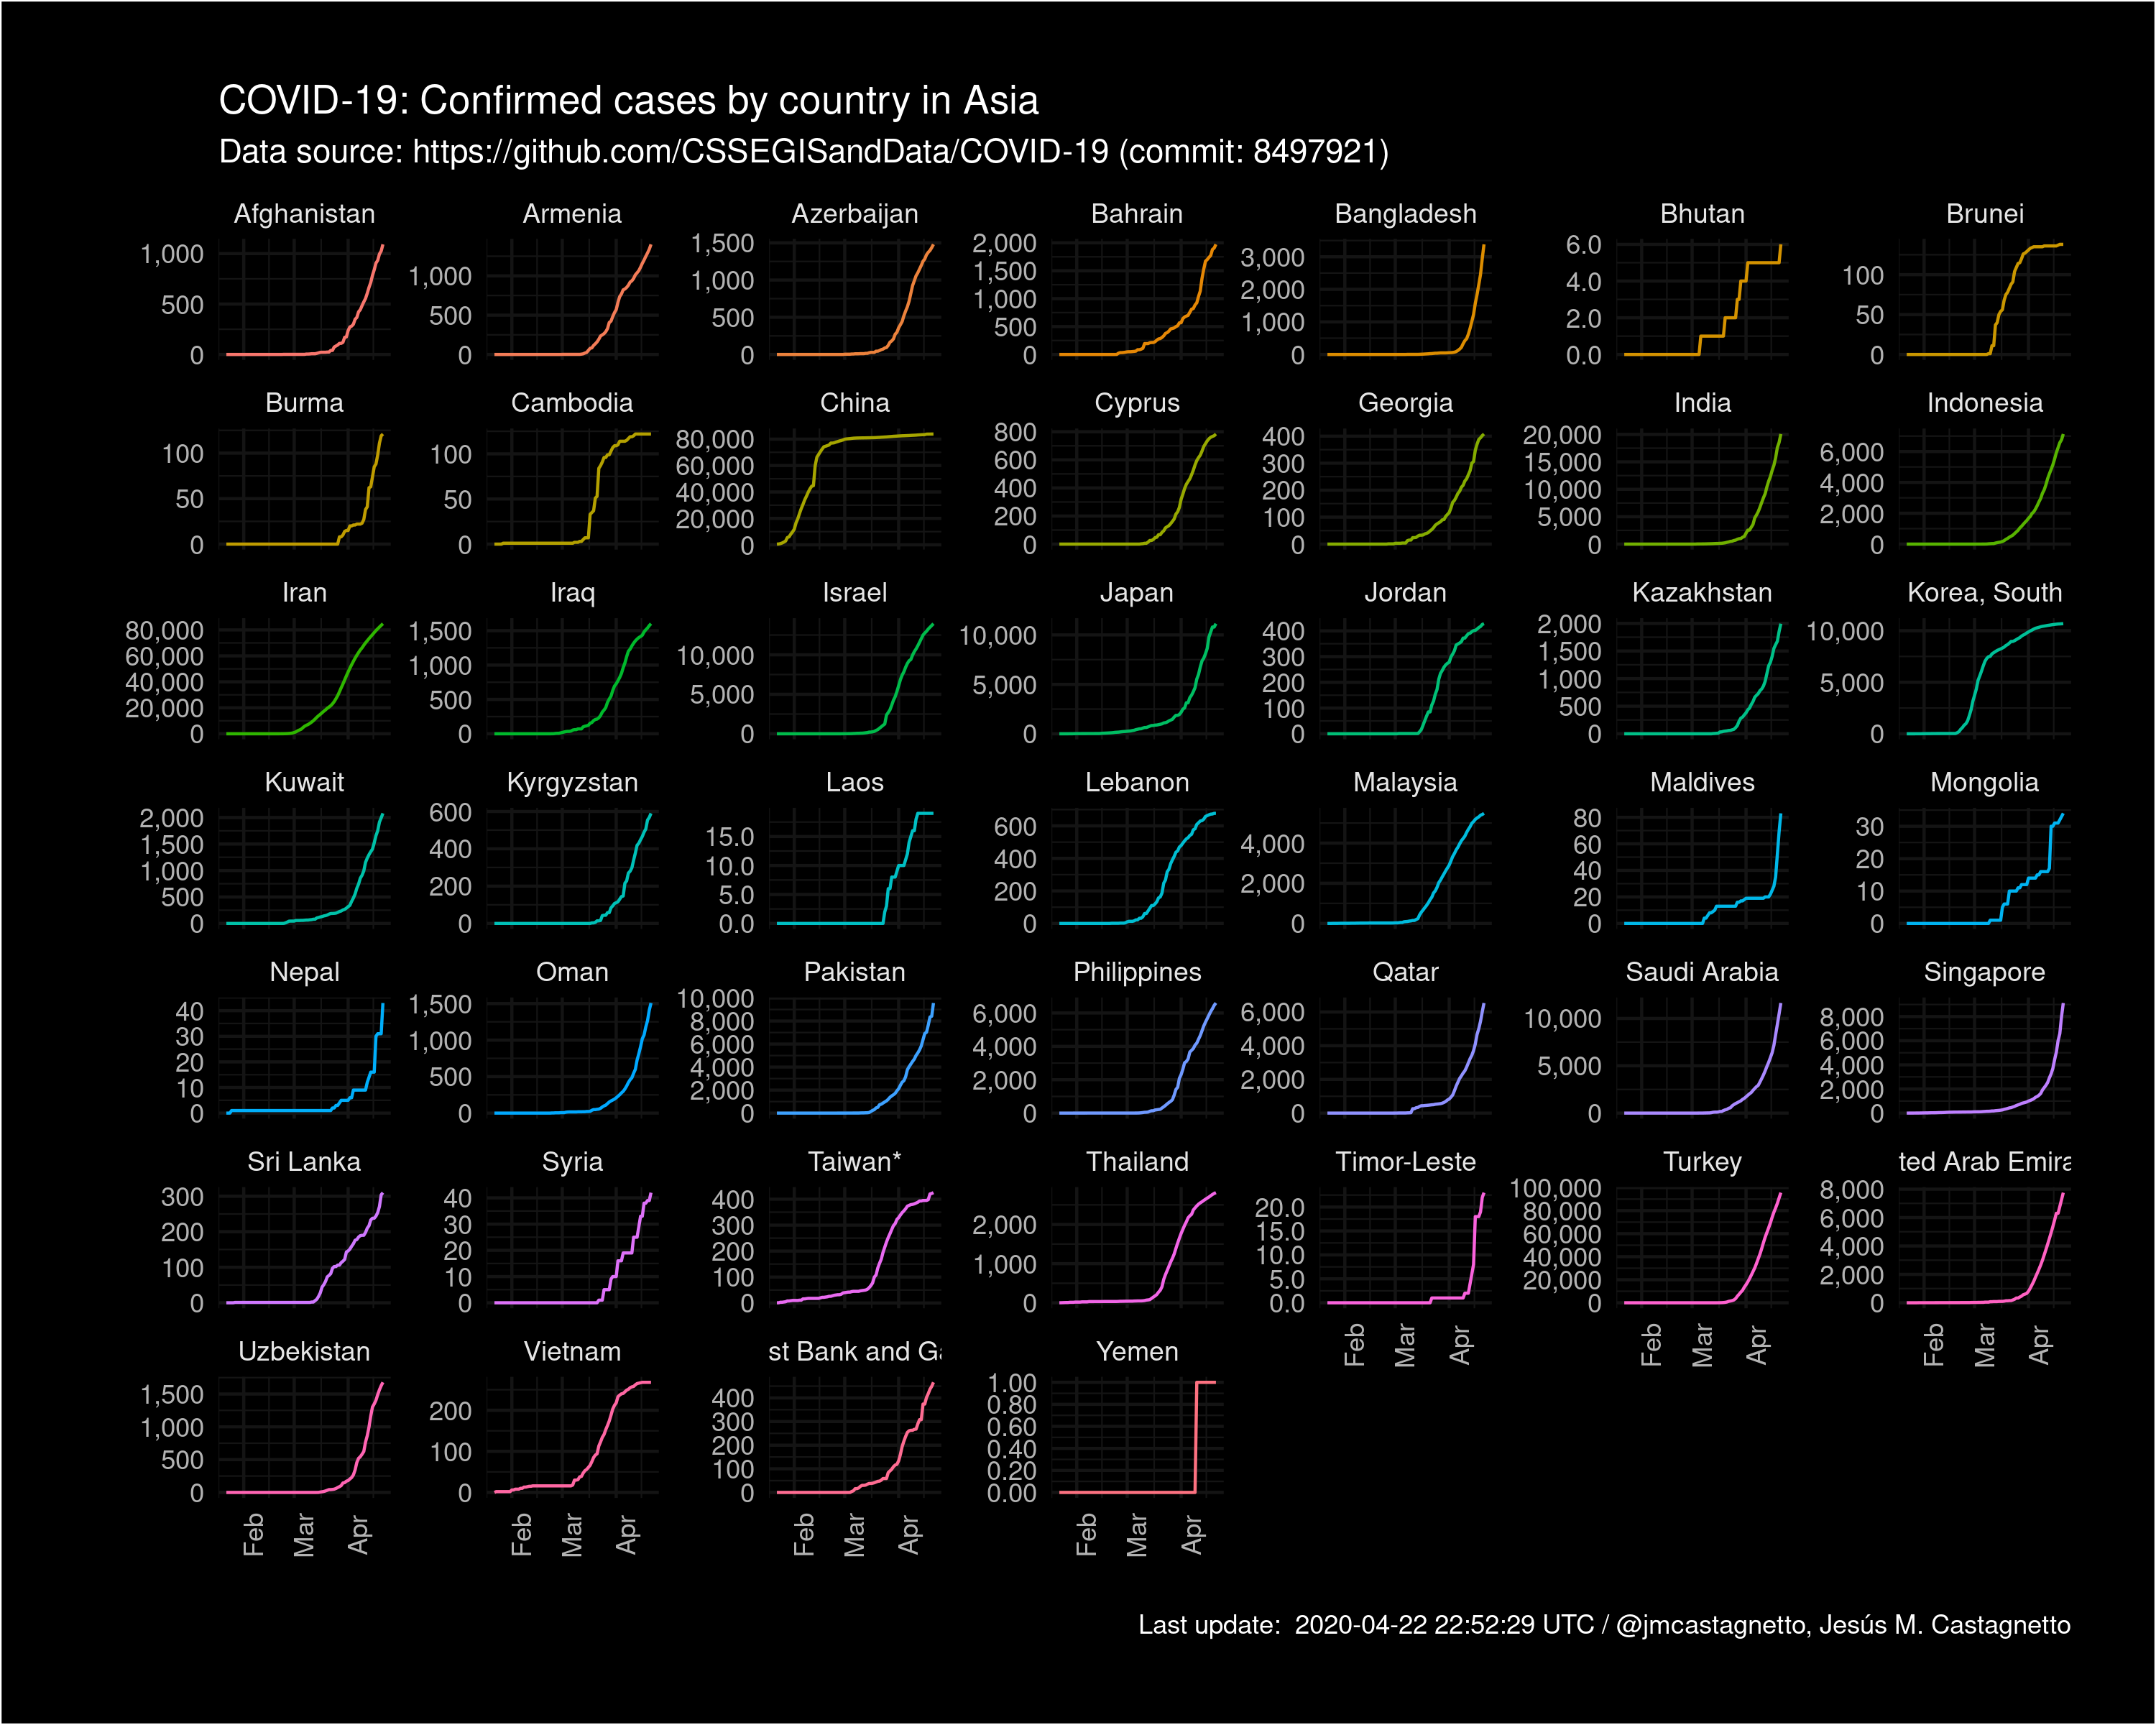 COVID-19: Confirmed cases by country in Asia
Data source: https://github.com/CSSEGISandData/COVID-19 (commit: 8497921)
Afghanistan Armenia Azerbaijan Bahrain Bangladesh Bhutan Brunei
1,000 500 0
1,000 500 0
1,500 1,000 500 0
2,000 1,500 1,000 500 0
3,000 2,000 1,000 0
6.0 4.0 2.0 0.0
100 50 0
Burma Cambodia China Cyprus Georgia India Indonesia
100 50 0
100 50 0
80,000 60,000 40,000 20,000 0
800 600 400 200 0
400 300 200 100 0
20,000 15,000 10,000 5,000 0
6,000 4,000 2,000 0
Iran Iraq Israel Japan Jordan Kazakhstan Korea, South
80,000 60,000 40,000 20,000 0
1,500 1,000 500 0
10,000 5,000 0
10,000 5,000 0
400 300 200 100 0
2,000 1,500 1,000 500 0
10,000 5,000 0
Kuwait Kyrgyzstan Laos Lebanon Malaysia Maldives Mongolia
2,000 1,500 1,000 500 0
600 400 200 0
15.0 10.0 5.0 0.0
600 400 200 0
4,000 2,000 0
80 60 40 20 0
30 20 10 0
Nepal Oman Pakistan Philippines Qatar Saudi Arabia Singapore
40 30 20 10 0
1,500 1,000 500 0
10,000 8,000 6,000 4,000 2,000 0
6,000 4,000 2,000 0
6,000 4,000 2,000 0
10,000 5,000 0
8,000 6,000 4,000 2,000 0
Sri Lanka Syria Taiwan* Thailand Timor-Leste Turkey ted Arab Emira
300 200 100 0
40 30 20 10 0
400 300 200 100 0
2,000 1,000 0
20.0 15.0 10.0 5.0 0.0
100,000 80,000 60,000 40,000 20,000 0
8,000 6,000 4,000 2,000 0
Feb Mar Apr Feb Mar Apr Feb Mar Apr
Uzbekistan Vietnam st Bank and Ga Yemen
1,500 1,000 500 0
200 100 0
400 300 200 100 0
1.00 0.80 0.60 0.40 0.20 0.00
Feb Mar Apr Feb Mar Apr Feb Mar Apr Feb Mar Apr
Last update:  2020-04-22 22:52:29 UTC / @jmcastagnetto, Jesús M. Castagnetto